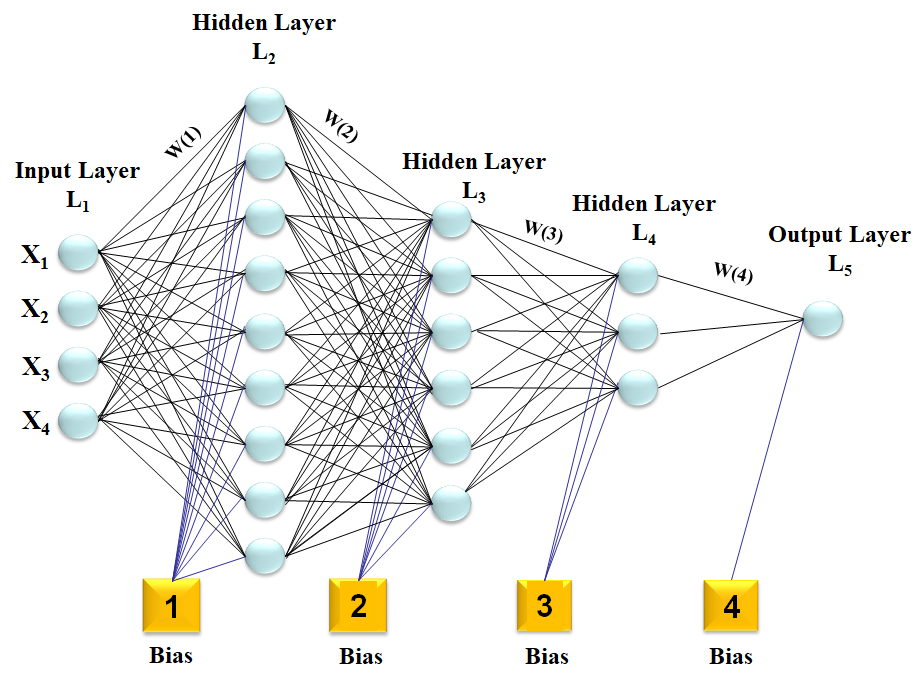 Hidden Layer
L2
W(1)
W(2)
Input Layer
L1
Hidden Layer
L3
Hidden Layer
L4
W(3)
Output Layer
L5
W(4)
X1
X2
X3
X4
1
2
3
4
Bias
Bias
Bias
Bias